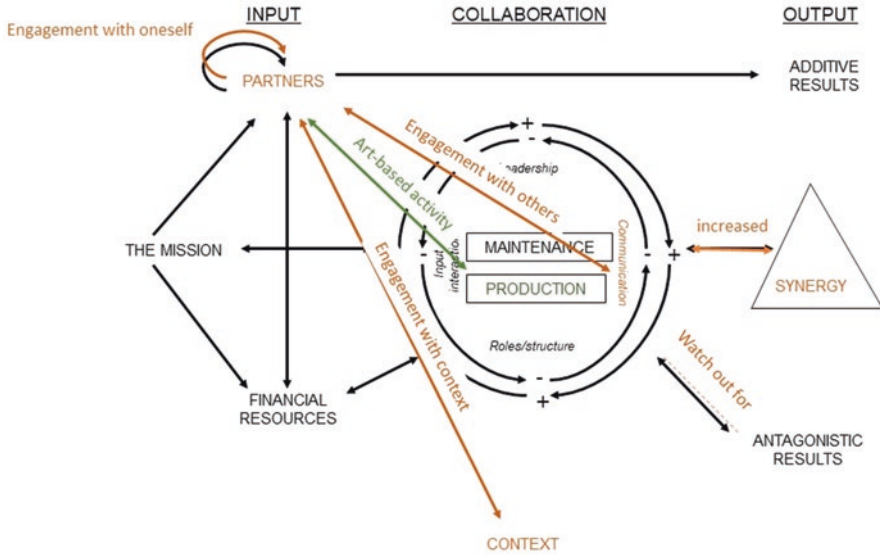 INPUT
COLLABORATION
OUTPUT
Engagement with oneself
PARTNERS
ADDITIVE
RESULTS
+
-
Engagement with others
Art-based activity
Leadership
THE MISSION
Input
interaction
MAINTENANCE
PRODUCTION
Communication
-
-
+
increased
SYNERGY
Engagement with context
Roles/structure
-
+
Watch out for
FINANCIAL
RESOURCES
ANTAGONISTIC
RESULTS
CONTEXT